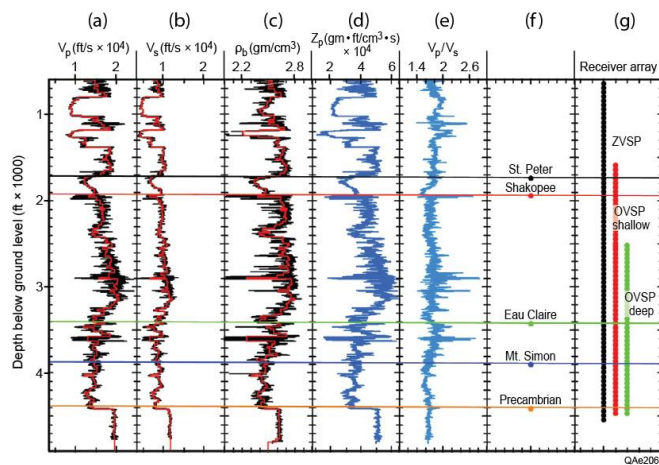 (a) (b) (c) (d) (e) (f) (g)
Vp (ft/s × 10⁴) Vs (ft/s × 10⁴) ρb (gm/cm³) Zp (gm•ft/cm³•s) × 10⁴ Vp/Vs Receiver array
1 2 1 2 2.2 2.8 2 4 6 1.6 2 2.6
Depth below ground level (ft × 1000)
1
ZVSP
St. Peter
Shakopee
2
OVSP
shallow
3
OVSP
deep
Eau Claire
Mt. Simon
4
Precambrian
QAe206